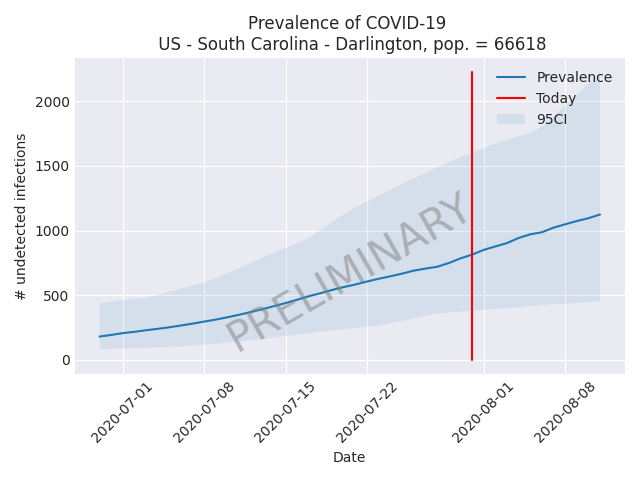 Prevalence of COVID-19
US - South Carolina - Darlington, pop. = 66618
Prevalence
Today
95CI
PRELIMINARY
# undetected infections
2000
1500
1000
500
0
2020-07-01
2020-07-08
2020-07-15
2020-07-22
2020-08-01
2020-08-08
Date